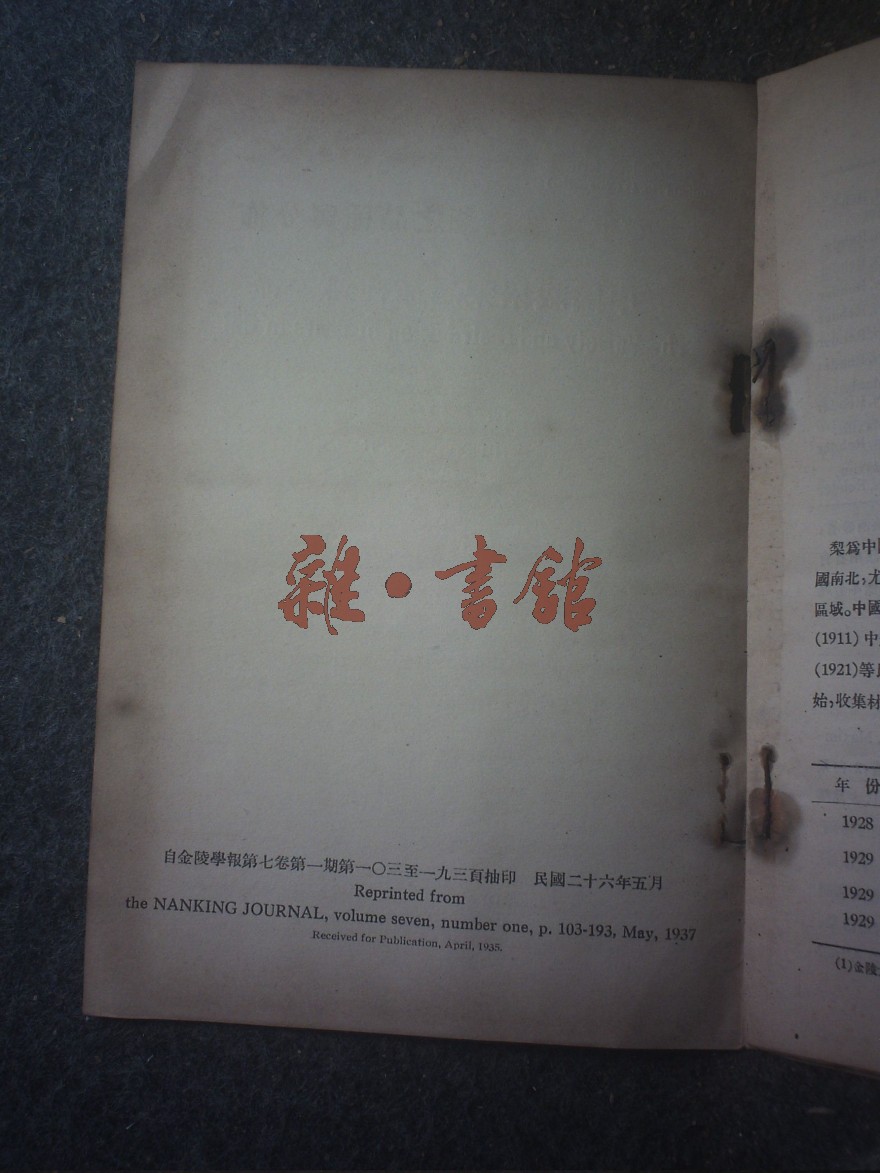 雜·書館
自金陵學報第七卷第一期第一〇三至一九三頁抽印 民國二十六年五月
Reprinted from
the NANKING JOURNAL, volume seven, number one, p. 103-193, May, 1937
Received for Publication, April, 1935.
梨爲中
國南北,尤
區域。中國
(1911) 中
(1921)等
始,收集材
年 份
1928
1929
1929
1929
(1)金陵